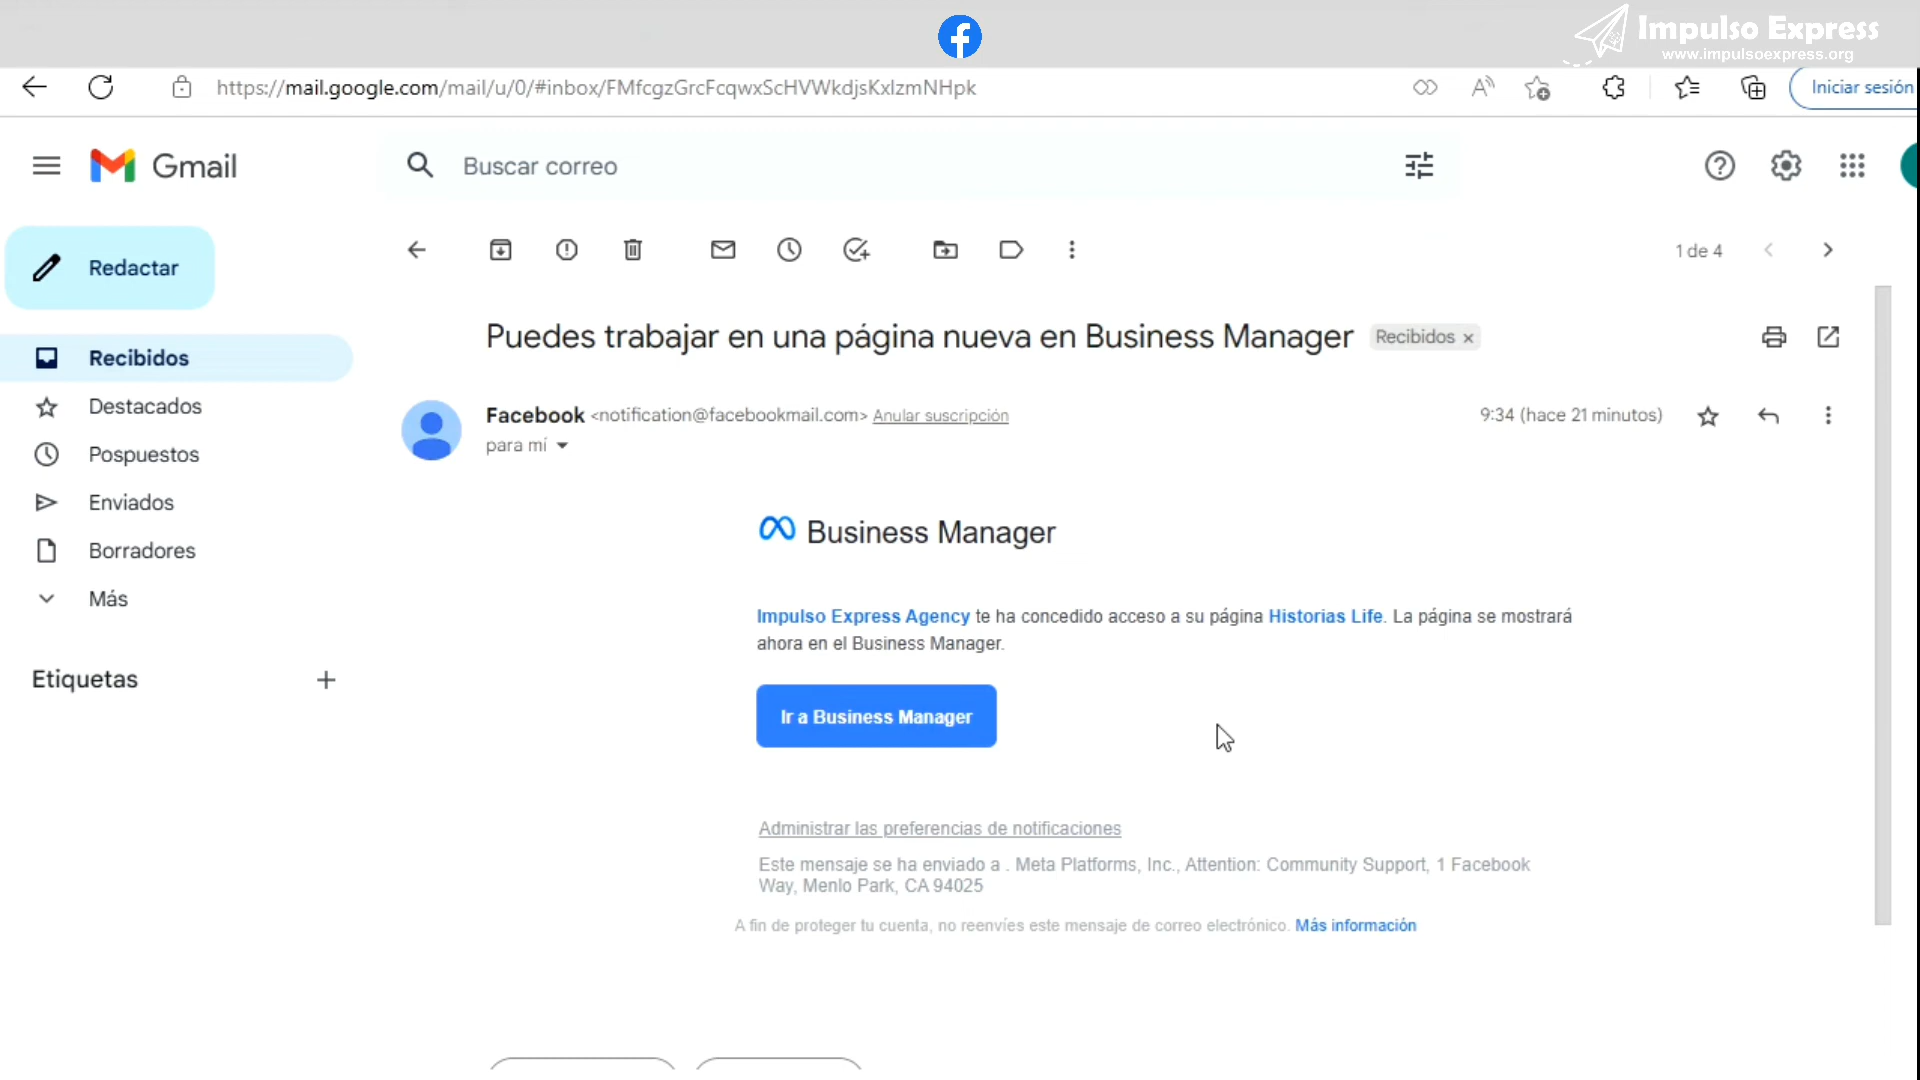 Impulso Express
www.impulsoexpress.org
https://mail.google.com/mail/u/0/#inbox/FMfcgzGrcFcqwxScHVWkdjsKxlzmNHpk
Iniciar sesión
Gmail
Buscar correo
Redactar
1 de 4
Recibidos
Destacados
Pospuestos
Enviados
Borradores
Más
Etiquetas
Puedes trabajar en una página nueva en Business Manager Recibidos ×
Facebook <notification@facebookmail.com> Anular suscripción
9:34 (hace 21 minutos)
para mí
Business Manager
Impulso Express Agency te ha concedido acceso a su página Historias Life. La página se mostrará
ahora en el Business Manager.
Ir a Business Manager
Administrar las preferencias de notificaciones
Este mensaje se ha enviado a . Meta Platforms, Inc., Attention: Community Support, 1 Facebook
Way, Menlo Park, CA 94025
A fin de proteger tu cuenta, no reenvíes este mensaje de correo electrónico. Más información